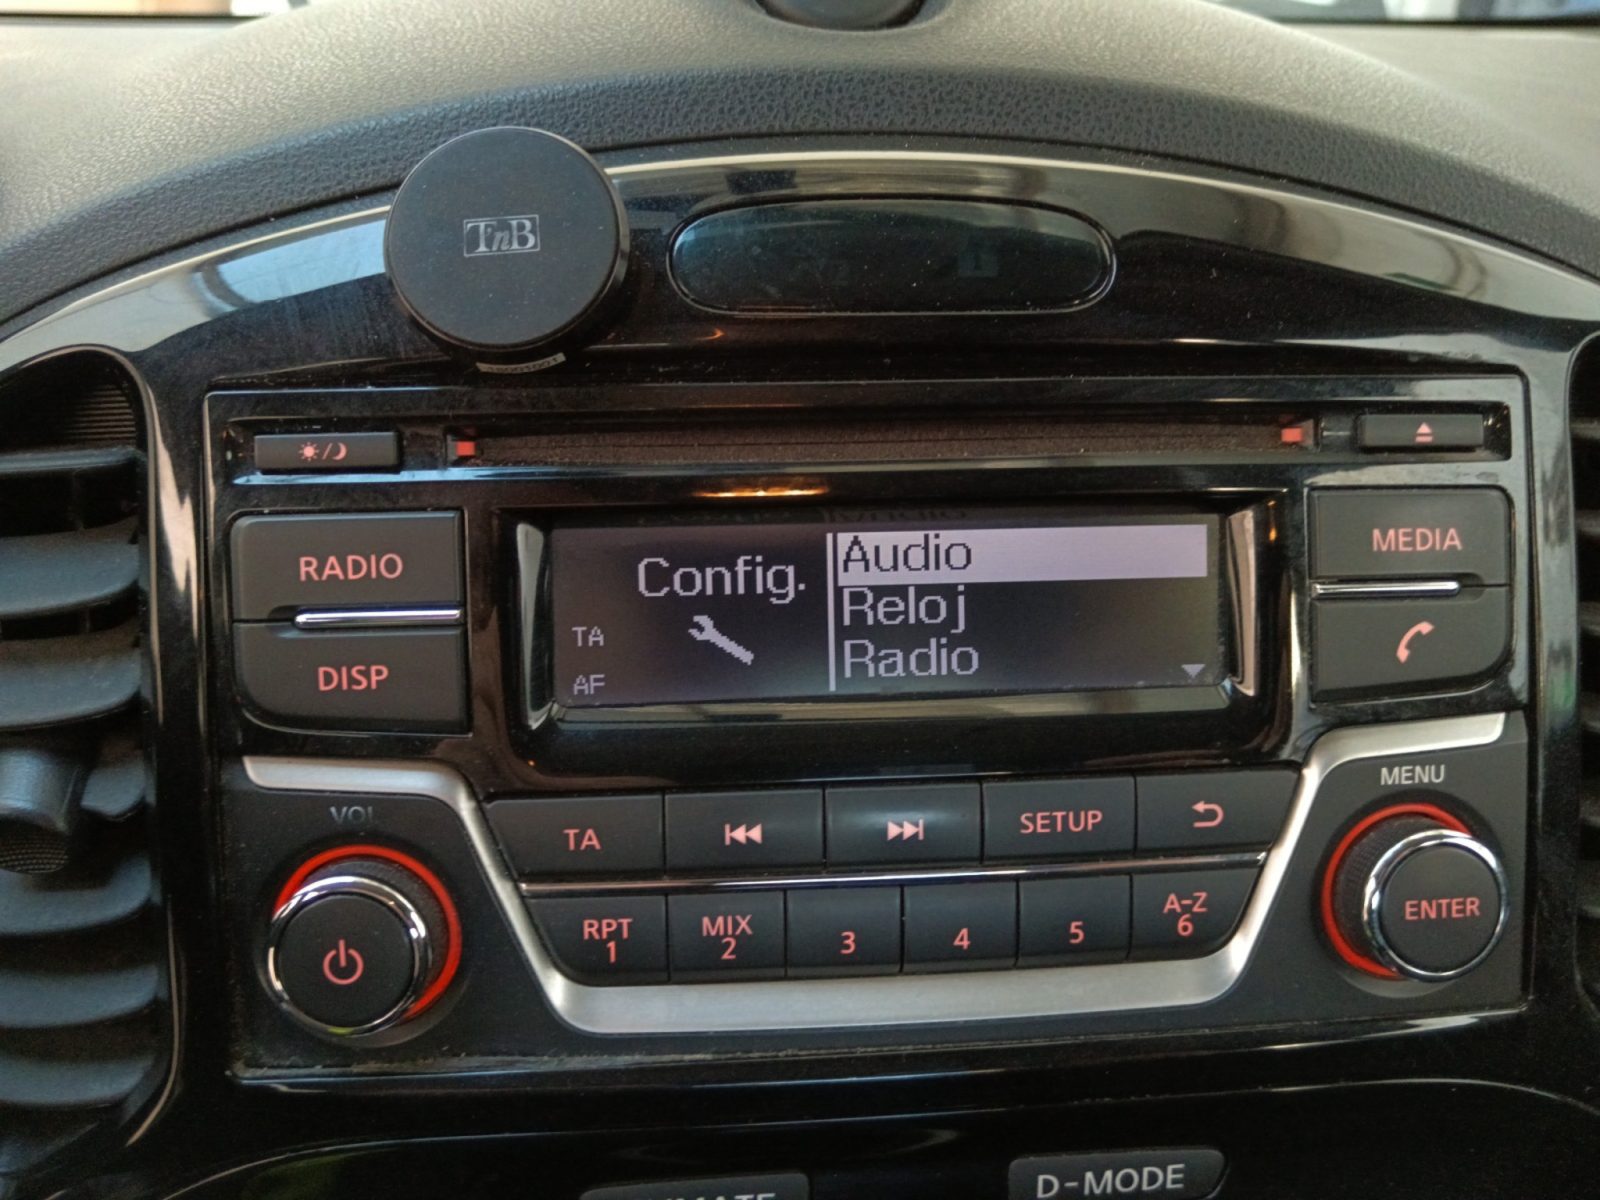 TnB
RADIO
DISP
Config.
TA
AF
Audio
Reloj
Radio
MEDIA
VOL
TA
SETUP
MENU
RPT
1
MIX
2
3
4
5
A-Z
6
ENTER
D-MODE